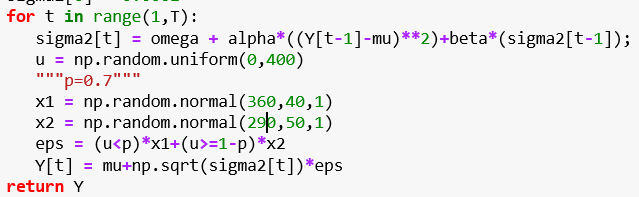 for t in range(1,T):
sigma2[t] = omega + alpha*((Y[t-1]-mu)**2)+beta*(sigma2[t-1]);
u = np.random.uniform(0,400)
"""p=0.7"""
x1 = np.random.normal(360,40,1)
x2 = np.random.normal(290,50,1)
eps = (u<p)*x1+(u>=1-p)*x2
Y[t] = mu+np.sqrt(sigma2[t])*eps
return Y